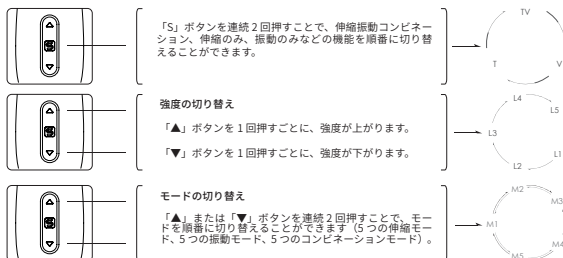 「S」ボタンを連続2回押すことで、伸縮振動コンビネー
ション、伸縮のみ、振動のみなどの機能を順番に切り替
えることができます。
TV
T
V
強度の切り替え
「▲」ボタンを1回押すごとに、強度が上がります。
「▼」ボタンを1回押すごとに、強度が下がります。
L4
L5
L3
L1
L2
モードの切り替え
「▲」または「▼」ボタンを連続2回押すことで、モー
ドを順番に切り替えることができます（5つの伸縮モー
ド、5つの振動モード、5つのコンビネーションモード）。
M2
M3
M1
M4
M5